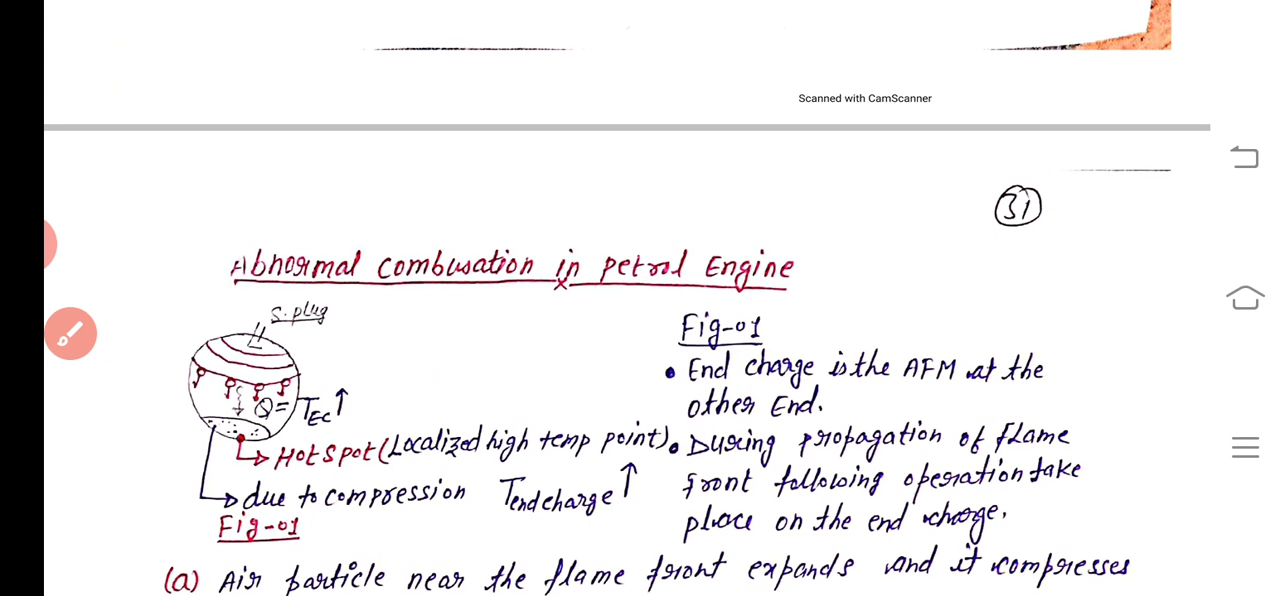 Scanned with CamScanner
31
Abnormal Combusation in Petrol Engine
S. plug
Fig-01
• End charge is the AFM at the
other End.
Q = TEC↑
Hot spot (Localized high temp point)
• During propagation of flame
front following operation take
place on the end charge.
due to compression Tendcharge↑
Fig-01
(a) Air particle near the flame front expands and it compresses